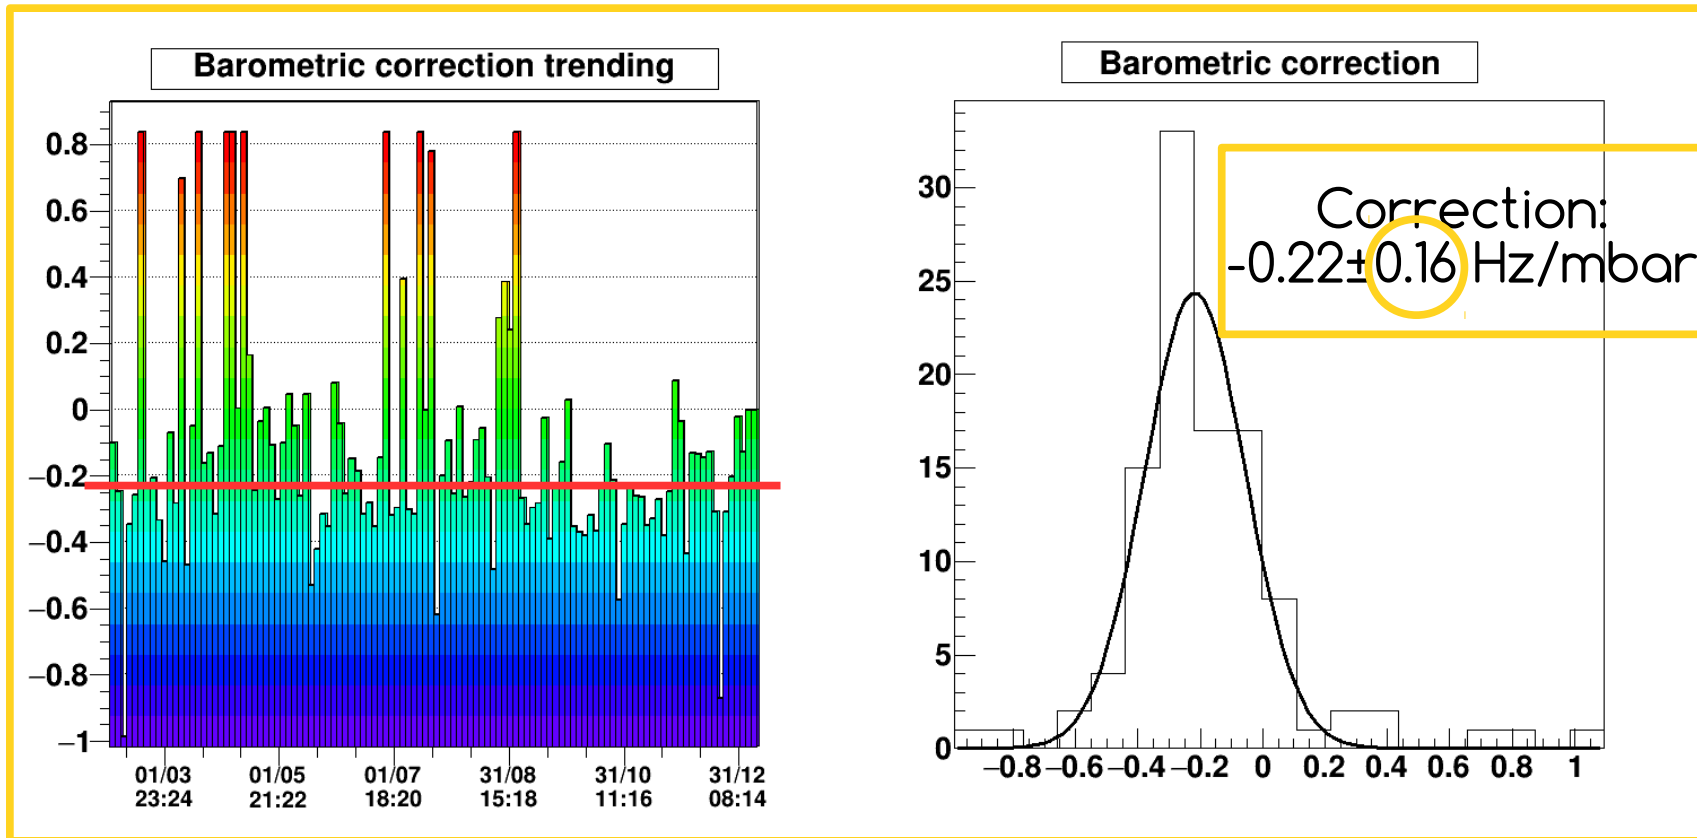 Barometric correction trending
0.8
0.6
0.4
0.2
0
−0.2
−0.4
−0.6
−0.8
−1
01/03 01/05 01/07 31/08 31/10 31/12
23:24 21:22 18:20 15:18 11:16 08:14
Barometric correction
30
25
20
15
10
5
0
−0.8 −0.6 −0.4 −0.2 0 0.2 0.4 0.6 0.8 1
Correction:
-0.22±0.16 Hz/mbar